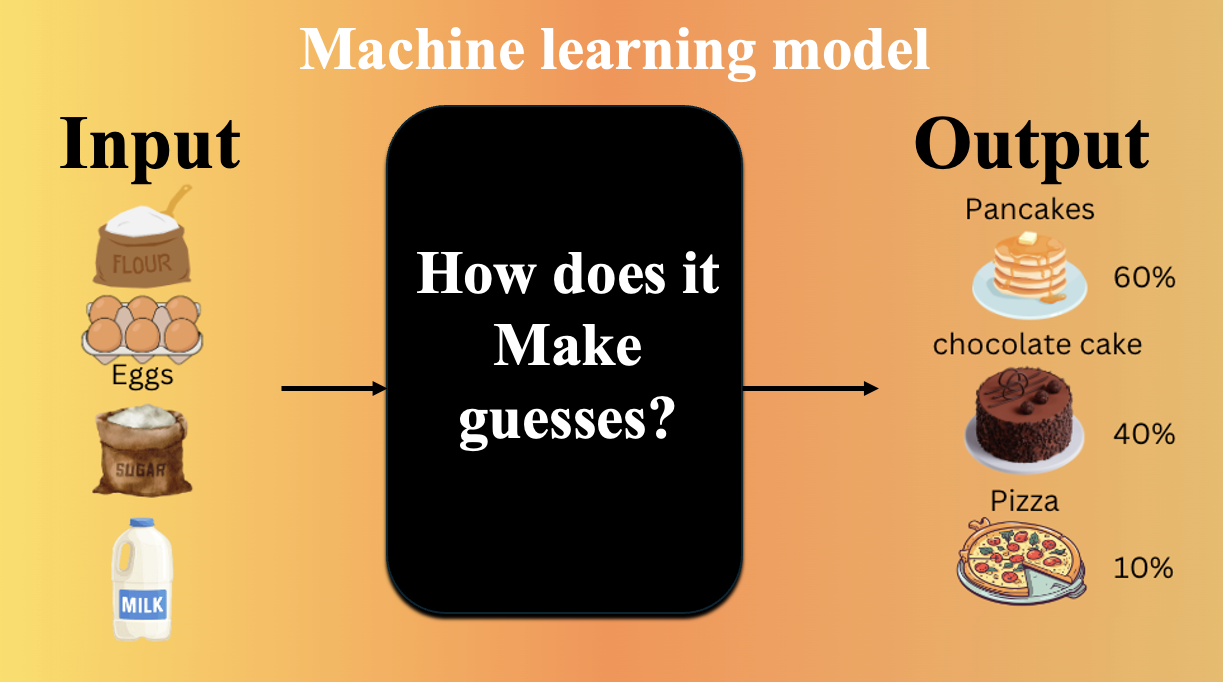 Machine learning model
Input
FLOUR
Eggs
SUGAR
MILK
How does it
Make
guesses?
Output
Pancakes
60%
chocolate cake
40%
Pizza
10%